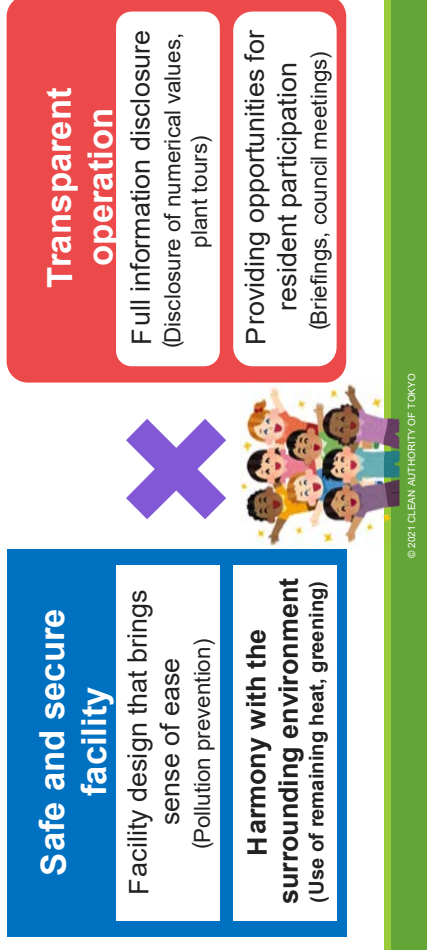 Safe and secure
facility
Facility design that brings
sense of ease
(Pollution prevention)
Harmony with the
surrounding environment
(Use of remaining heat, greening)
Transparent
operation
Full information disclosure
(Disclosure of numerical values,
plant tours)
Providing opportunities for
resident participation
(Briefings, council meetings)
© 2021 CLEAN AUTHORITY OF TOKYO